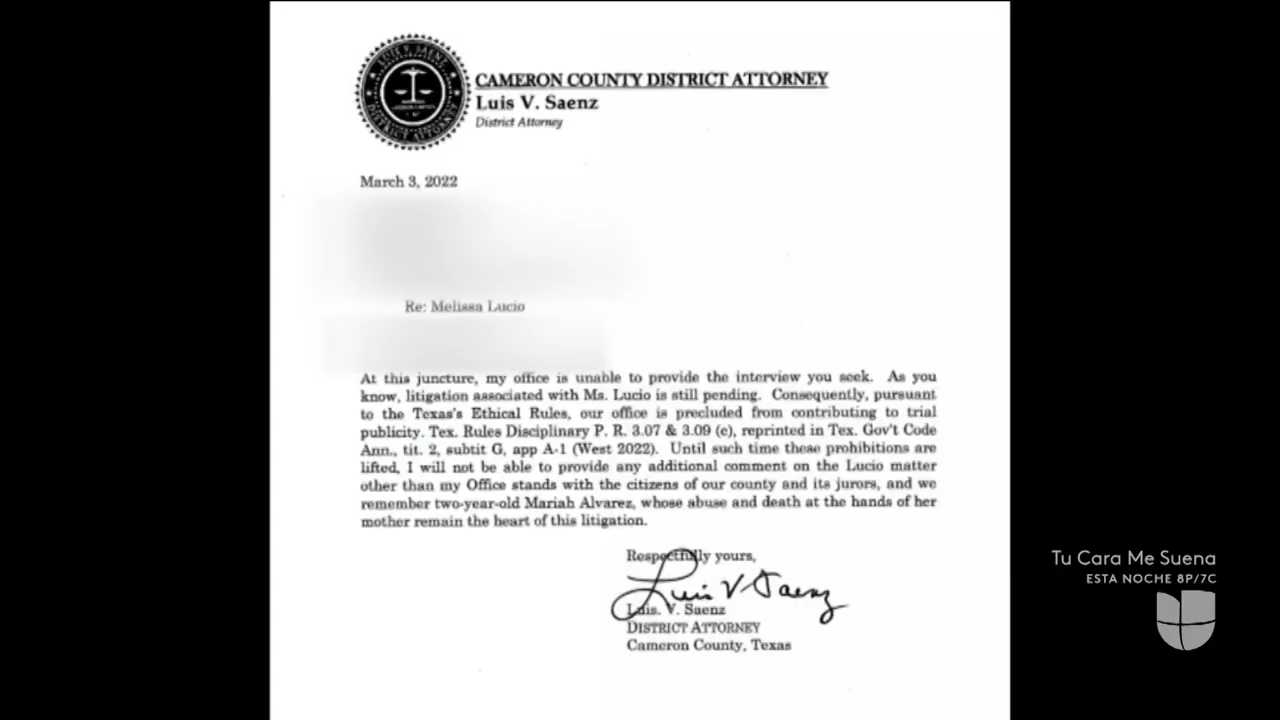 LUIS V. SAENZ
DISTRICT ATTORNEY
CAMERON COUNTY DISTRICT ATTORNEY
Luis V. Saenz
District Attorney
March 3, 2022
Re: Melissa Lucio
At this juncture, my office is unable to provide the interview you seek. As you
know, litigation associated with Ms. Lucio is still pending. Consequently, pursuant
to the Texas's Ethical Rules, our office is precluded from contributing to trial
publicity. Tex. Rules Disciplinary P. R. 3.07 & 3.09 (e), reprinted in Tex. Gov't Code
Ann., tit. 2, subtit G, app A-1 (West 2022). Until such time these prohibitions are
lifted, I will not be able to provide any additional comment on the Lucio matter
other than my Office stands with the citizens of our county and its jurors, and we
remember two-year-old Mariah Alvarez, whose abuse and death at the hands of her
mother remain the heart of this litigation.
Respectfully yours,
Luis V Saenz
Luis. V. Saenz
DISTRICT ATTORNEY
Cameron County, Texas
Tu Cara Me Suena
ESTA NOCHE 8P/7C